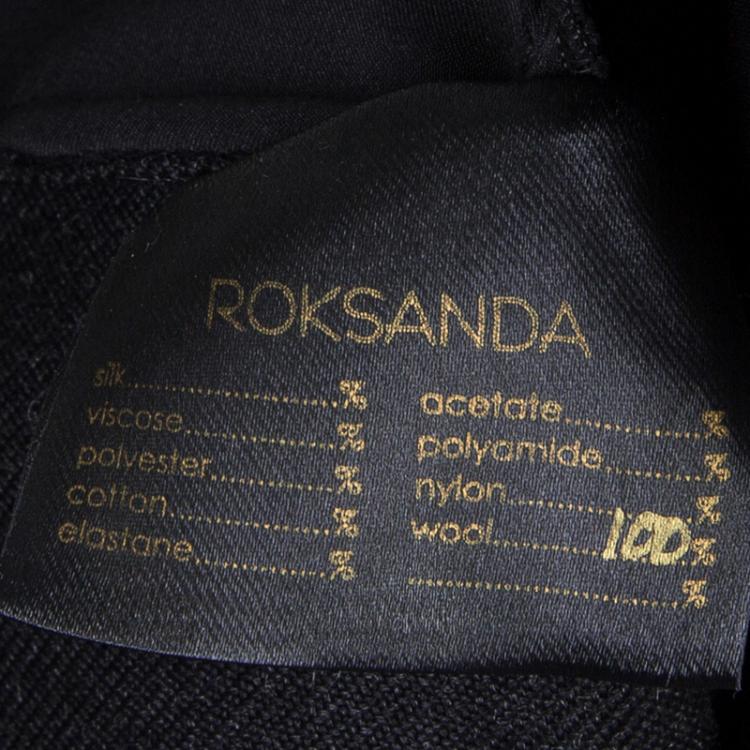 ROKSANDA
silk..............................%
viscose......................%
polyester.................%
cotton.......................%
elastane...................%
acetate....................%
polyamide...............%
nylon.........................%
wool................100.%
...................................%